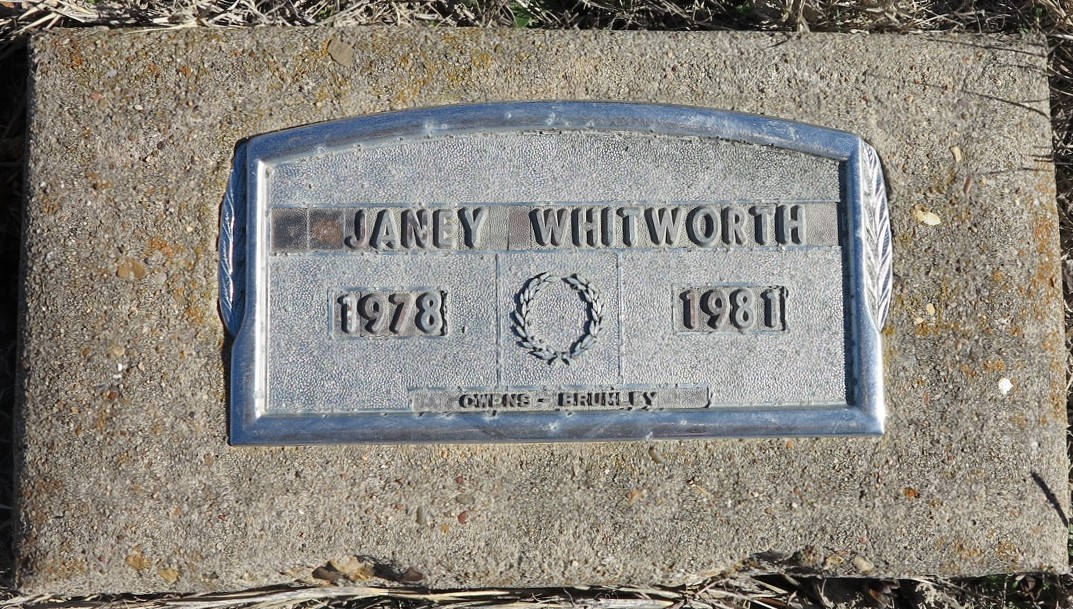 JANEY WHITWORTH
1978 1981
OWENS - BRUMLEY